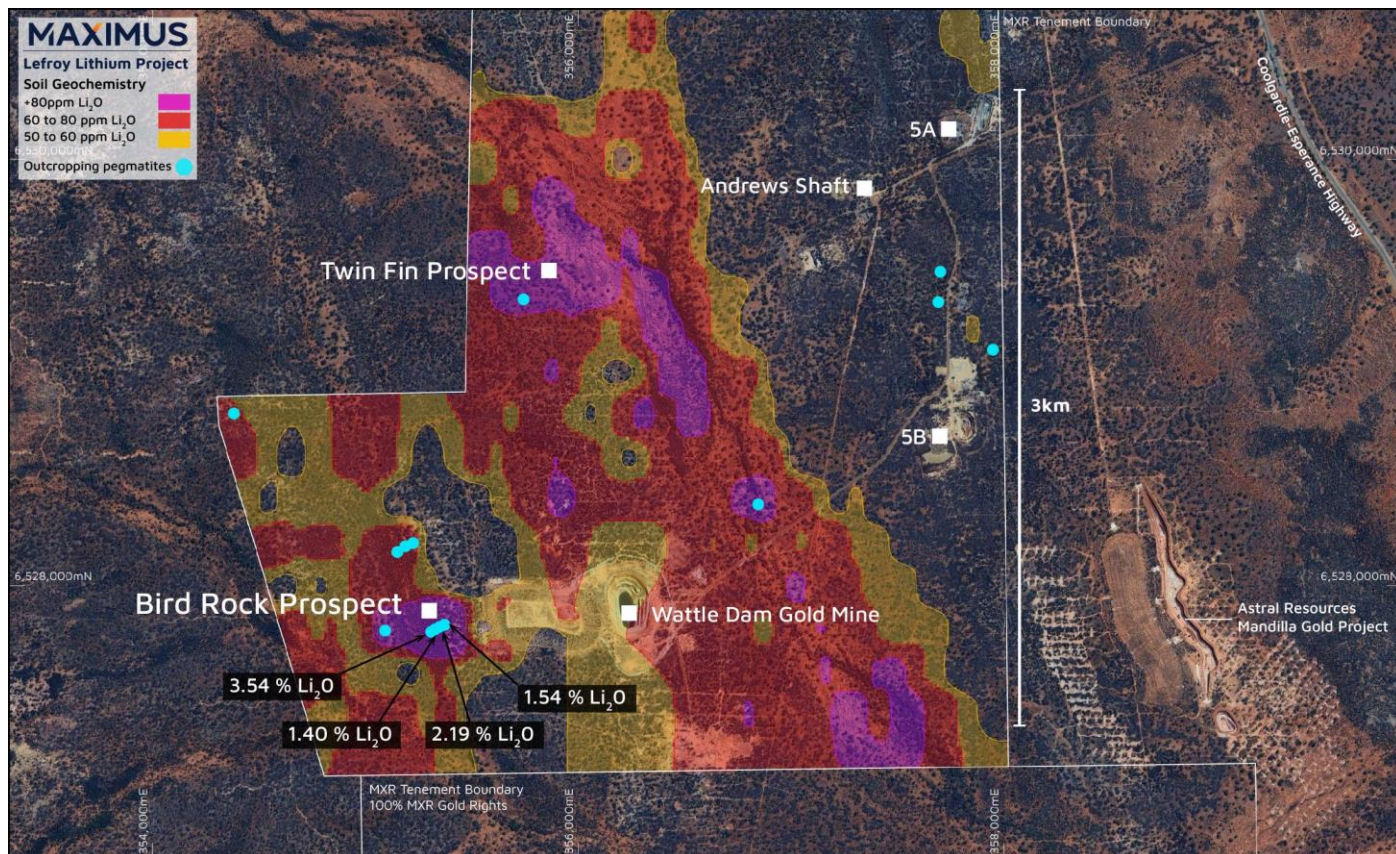 MAXIMUS
Lefroy Lithium Project
Soil Geochemistry
+80ppm Li₂O
60 to 80 ppm Li₂O
50 to 60 ppm Li₂O
Outcropping pegmatites
356,000mE
358,000mE
MXR Tenement Boundary
Coolgardie-Esperance Highway
6,530,000mN
6,530,000mN
5A
Andrews Shaft
Twin Fin Prospect
3km
5B
6,528,000mN
6,528,000mN
Bird Rock Prospect
Wattle Dam Gold Mine
Astral Resources
Mandilla Gold Project
3.54 % Li₂O
1.54 % Li₂O
1.40 % Li₂O
2.19 % Li₂O
MXR Tenement Boundary
100% MXR Gold Rights
354,000mE
356,000mE
358,000mE